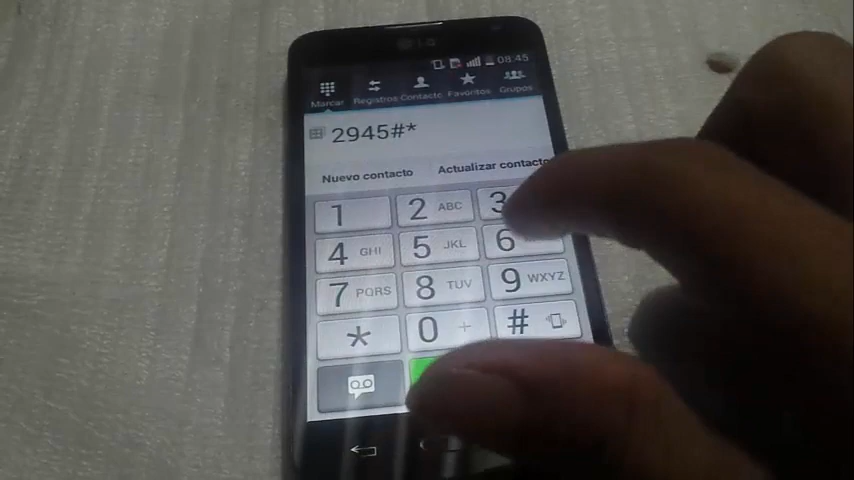 LG
08:45
Marcar Registros Contacto Favoritos Grupos
2945#*
Nuevo contacto Actualizar contacto
1 2 ABC 3
4 GHI 5 JKL 6
7 PQRS 8 TUV 9 WXYZ
* 0 + #